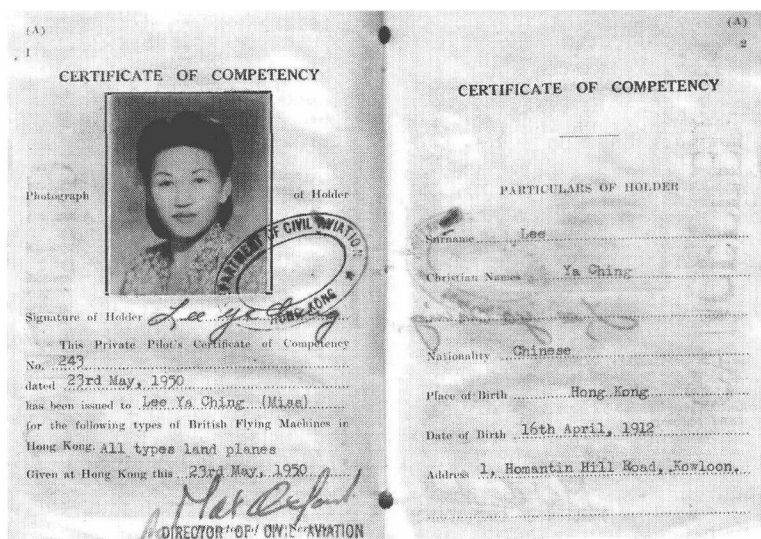 (A)
1
CERTIFICATE OF COMPETENCY
Photograph of Holder
DEPARTMENT OF CIVIL AVIATION
HONG KONG
Signature of Holder Lee Ya Ching
This Private Pilot's Certificate of Competency
No. 243
dated 23rd May, 1950
has been issued to Lee Ya Ching (Miss)
for the following types of British Flying Machines in
Hong Kong. All types land planes
Given at Hong Kong this 23rd May, 1950
DIRECTOR OF CIVIL AVIATION
(A)
2
CERTIFICATE OF COMPETENCY
PARTICULARS OF HOLDER
Surname Lee
Christian Names Ya Ching
Nationality Chinese
Place of Birth Hong Kong
Date of Birth 16th April, 1912
Address 1, Homantin Hill Road, Kowloon.